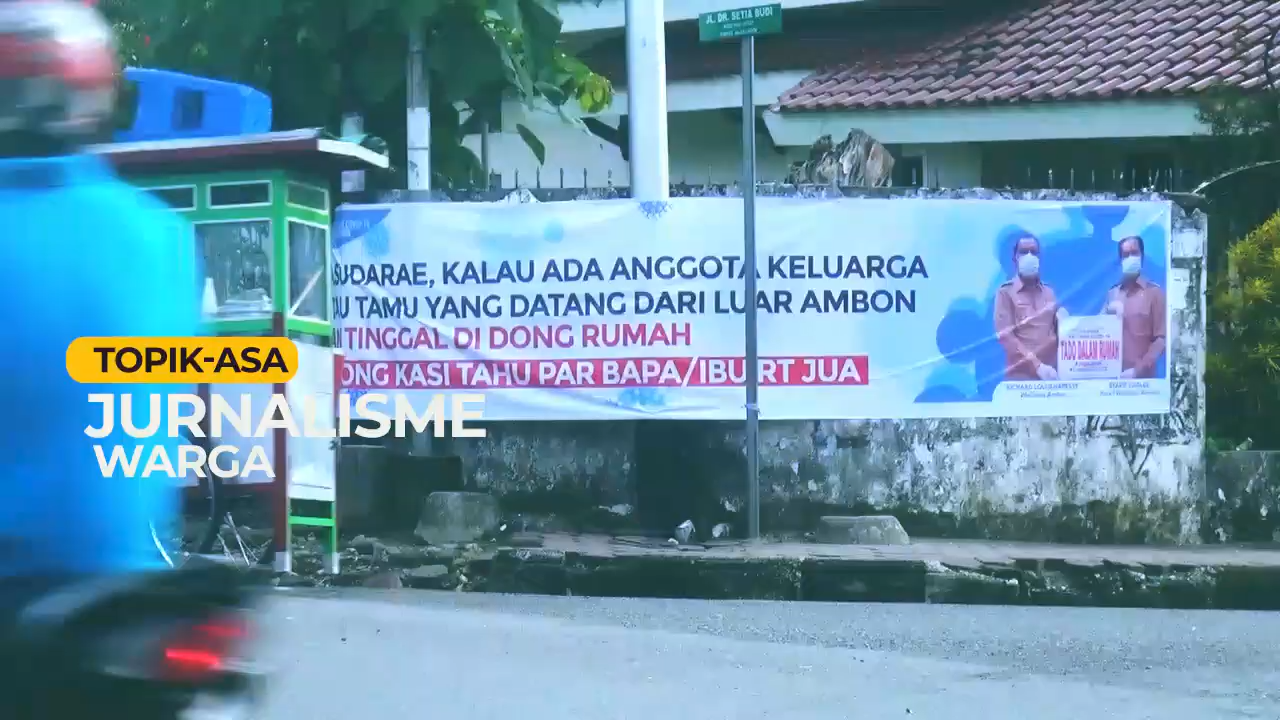 JL. DR. SETIA BUDI
SUDARAE, KALAU ADA ANGGOTA KELUARGA
AU TAMU YANG DATANG DARI LUAR AMBON
TINGGAL DI DONG RUMAH
ONG KASI TAHU PAR BAPA/IBU RT JUA
TADO DALAM RUMAH
TOPIK-ASA
JURNALISME
WARGA